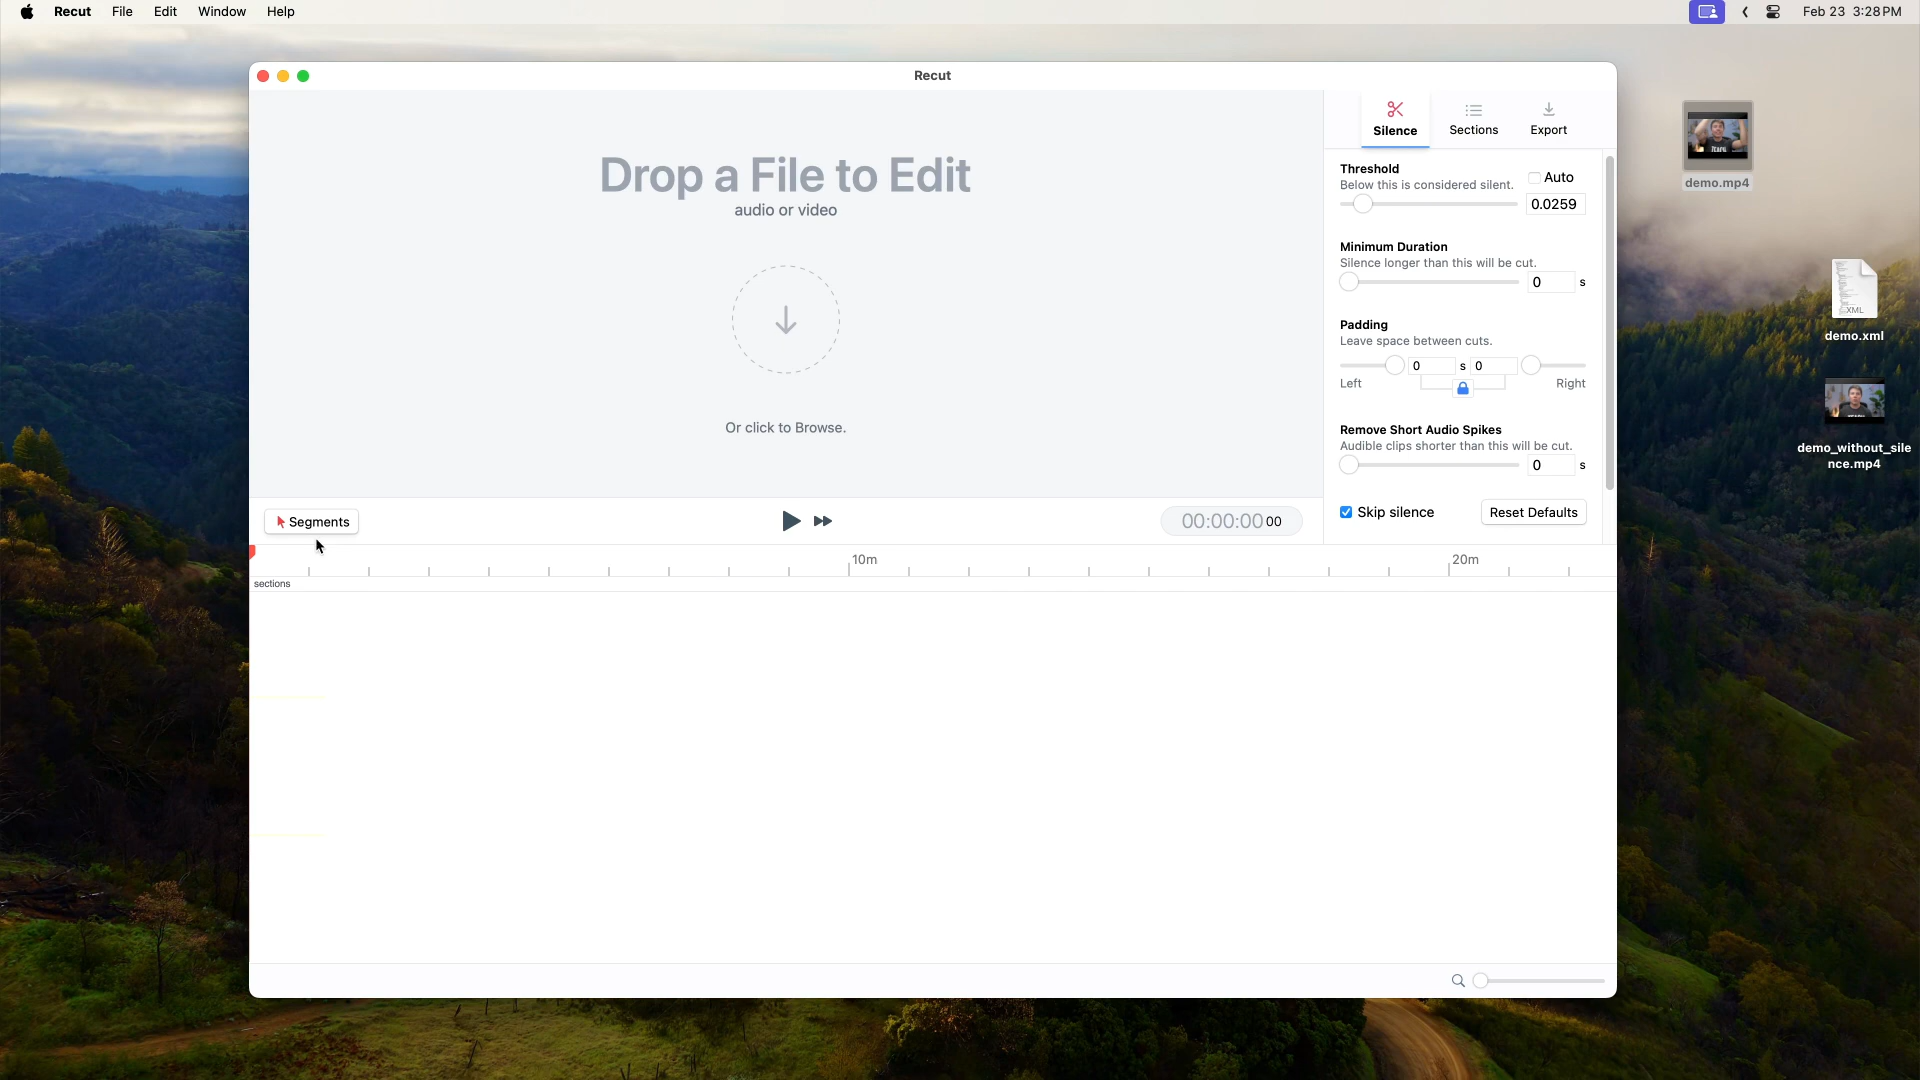 Recut File Edit Window Help
Feb 23 3:28 PM
Recut
Drop a File to Edit
audio or video
Or click to Browse.
Silence Sections Export
Threshold
Below this is considered silent.
Auto
0.0259
Minimum Duration
Silence longer than this will be cut.
0 s
Padding
Leave space between cuts.
0 s 0
Left Right
Remove Short Audio Spikes
Audible clips shorter than this will be cut.
0 s
Skip silence
Reset Defaults
Segments
00:00:00 00
10m 20m
sections
demo.mp4
XML
demo.xml
demo_without_sile
nce.mp4